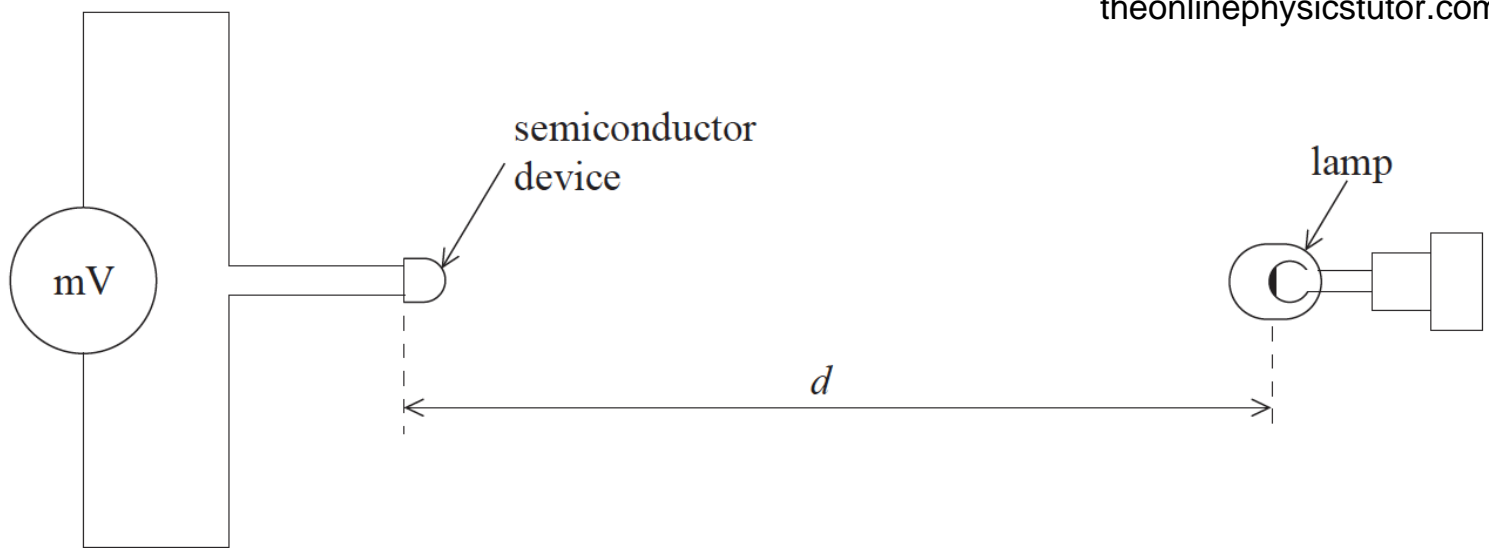 theonlinephysicstutor.com
semiconductor
device
lamp
mV
d